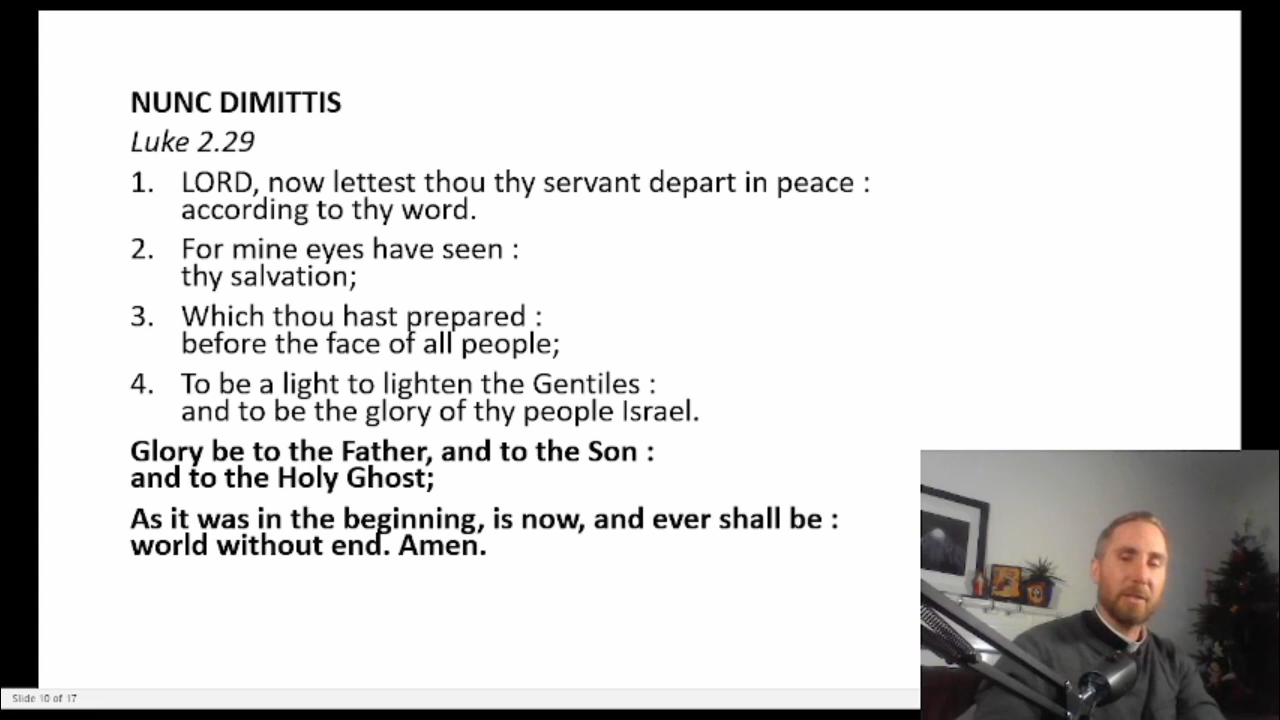 NUNC DIMITTIS
Luke 2.29
1. LORD, now lettest thou thy servant depart in peace :
according to thy word.
2. For mine eyes have seen :
thy salvation;
3. Which thou hast prepared :
before the face of all people;
4. To be a light to lighten the Gentiles :
and to be the glory of thy people Israel.
Glory be to the Father, and to the Son :
and to the Holy Ghost;
As it was in the beginning, is now, and ever shall be :
world without end. Amen.
Slide 10 of 17